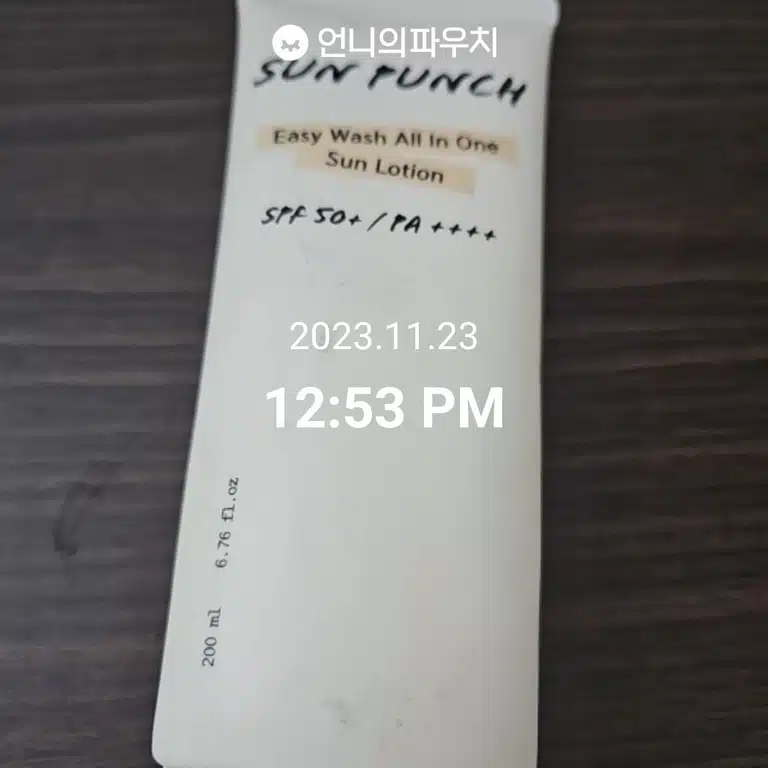 언니의파우치
SUN PUNCH
Easy Wash All In One
Sun Lotion
SPF 50+ / PA ++++
2023.11.23
12:53 PM
200 ml 6.76 fl.oz